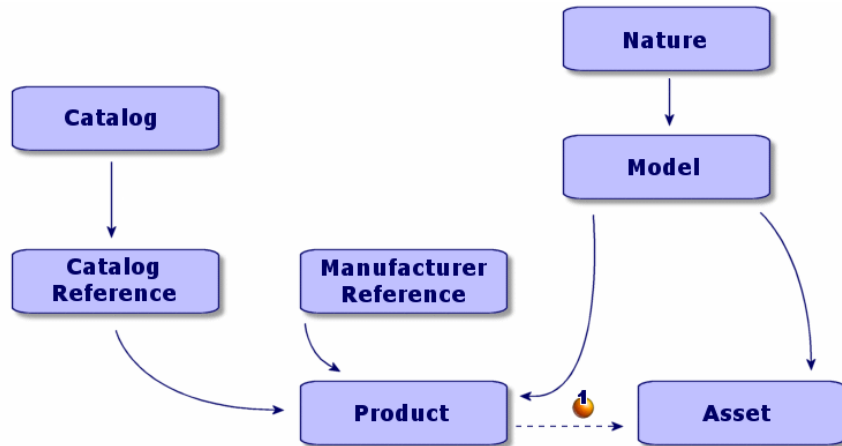 Nature
Catalog
Model
Catalog
Reference
Manufacturer
Reference
Product
1
Asset